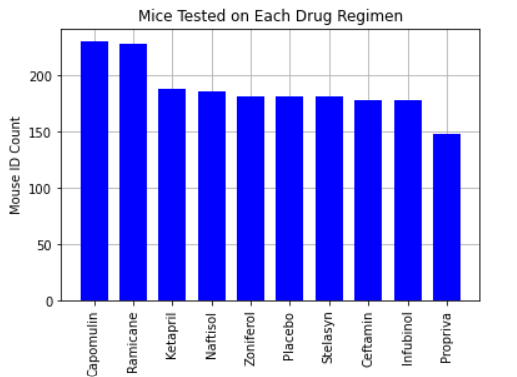 Mice Tested on Each Drug Regimen
Mouse ID Count
200
150
100
50
0
Capomulin
Ramicane
Ketapril
Naftisol
Zoniferol
Placebo
Stelasyn
Ceftamin
Infubinol
Propriva